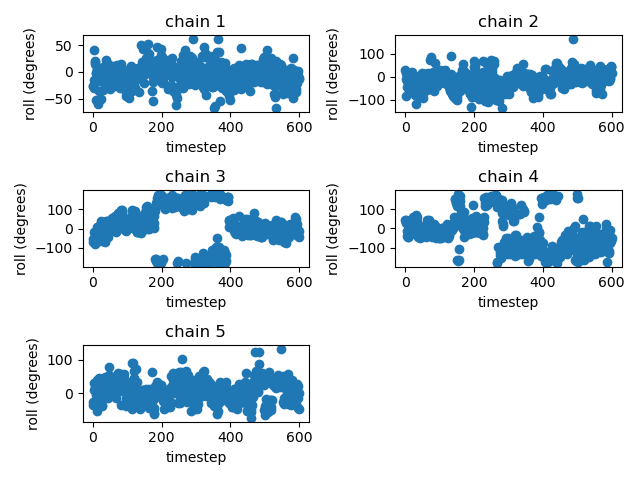 chain 1
roll (degrees)
50
0
−50
0 200 400 600
timestep
chain 2
roll (degrees)
100
0
−100
0 200 400 600
timestep
chain 3
roll (degrees)
100
0
−100
0 200 400 600
timestep
chain 4
roll (degrees)
100
0
−100
0 200 400 600
timestep
chain 5
roll (degrees)
100
0
0 200 400 600
timestep